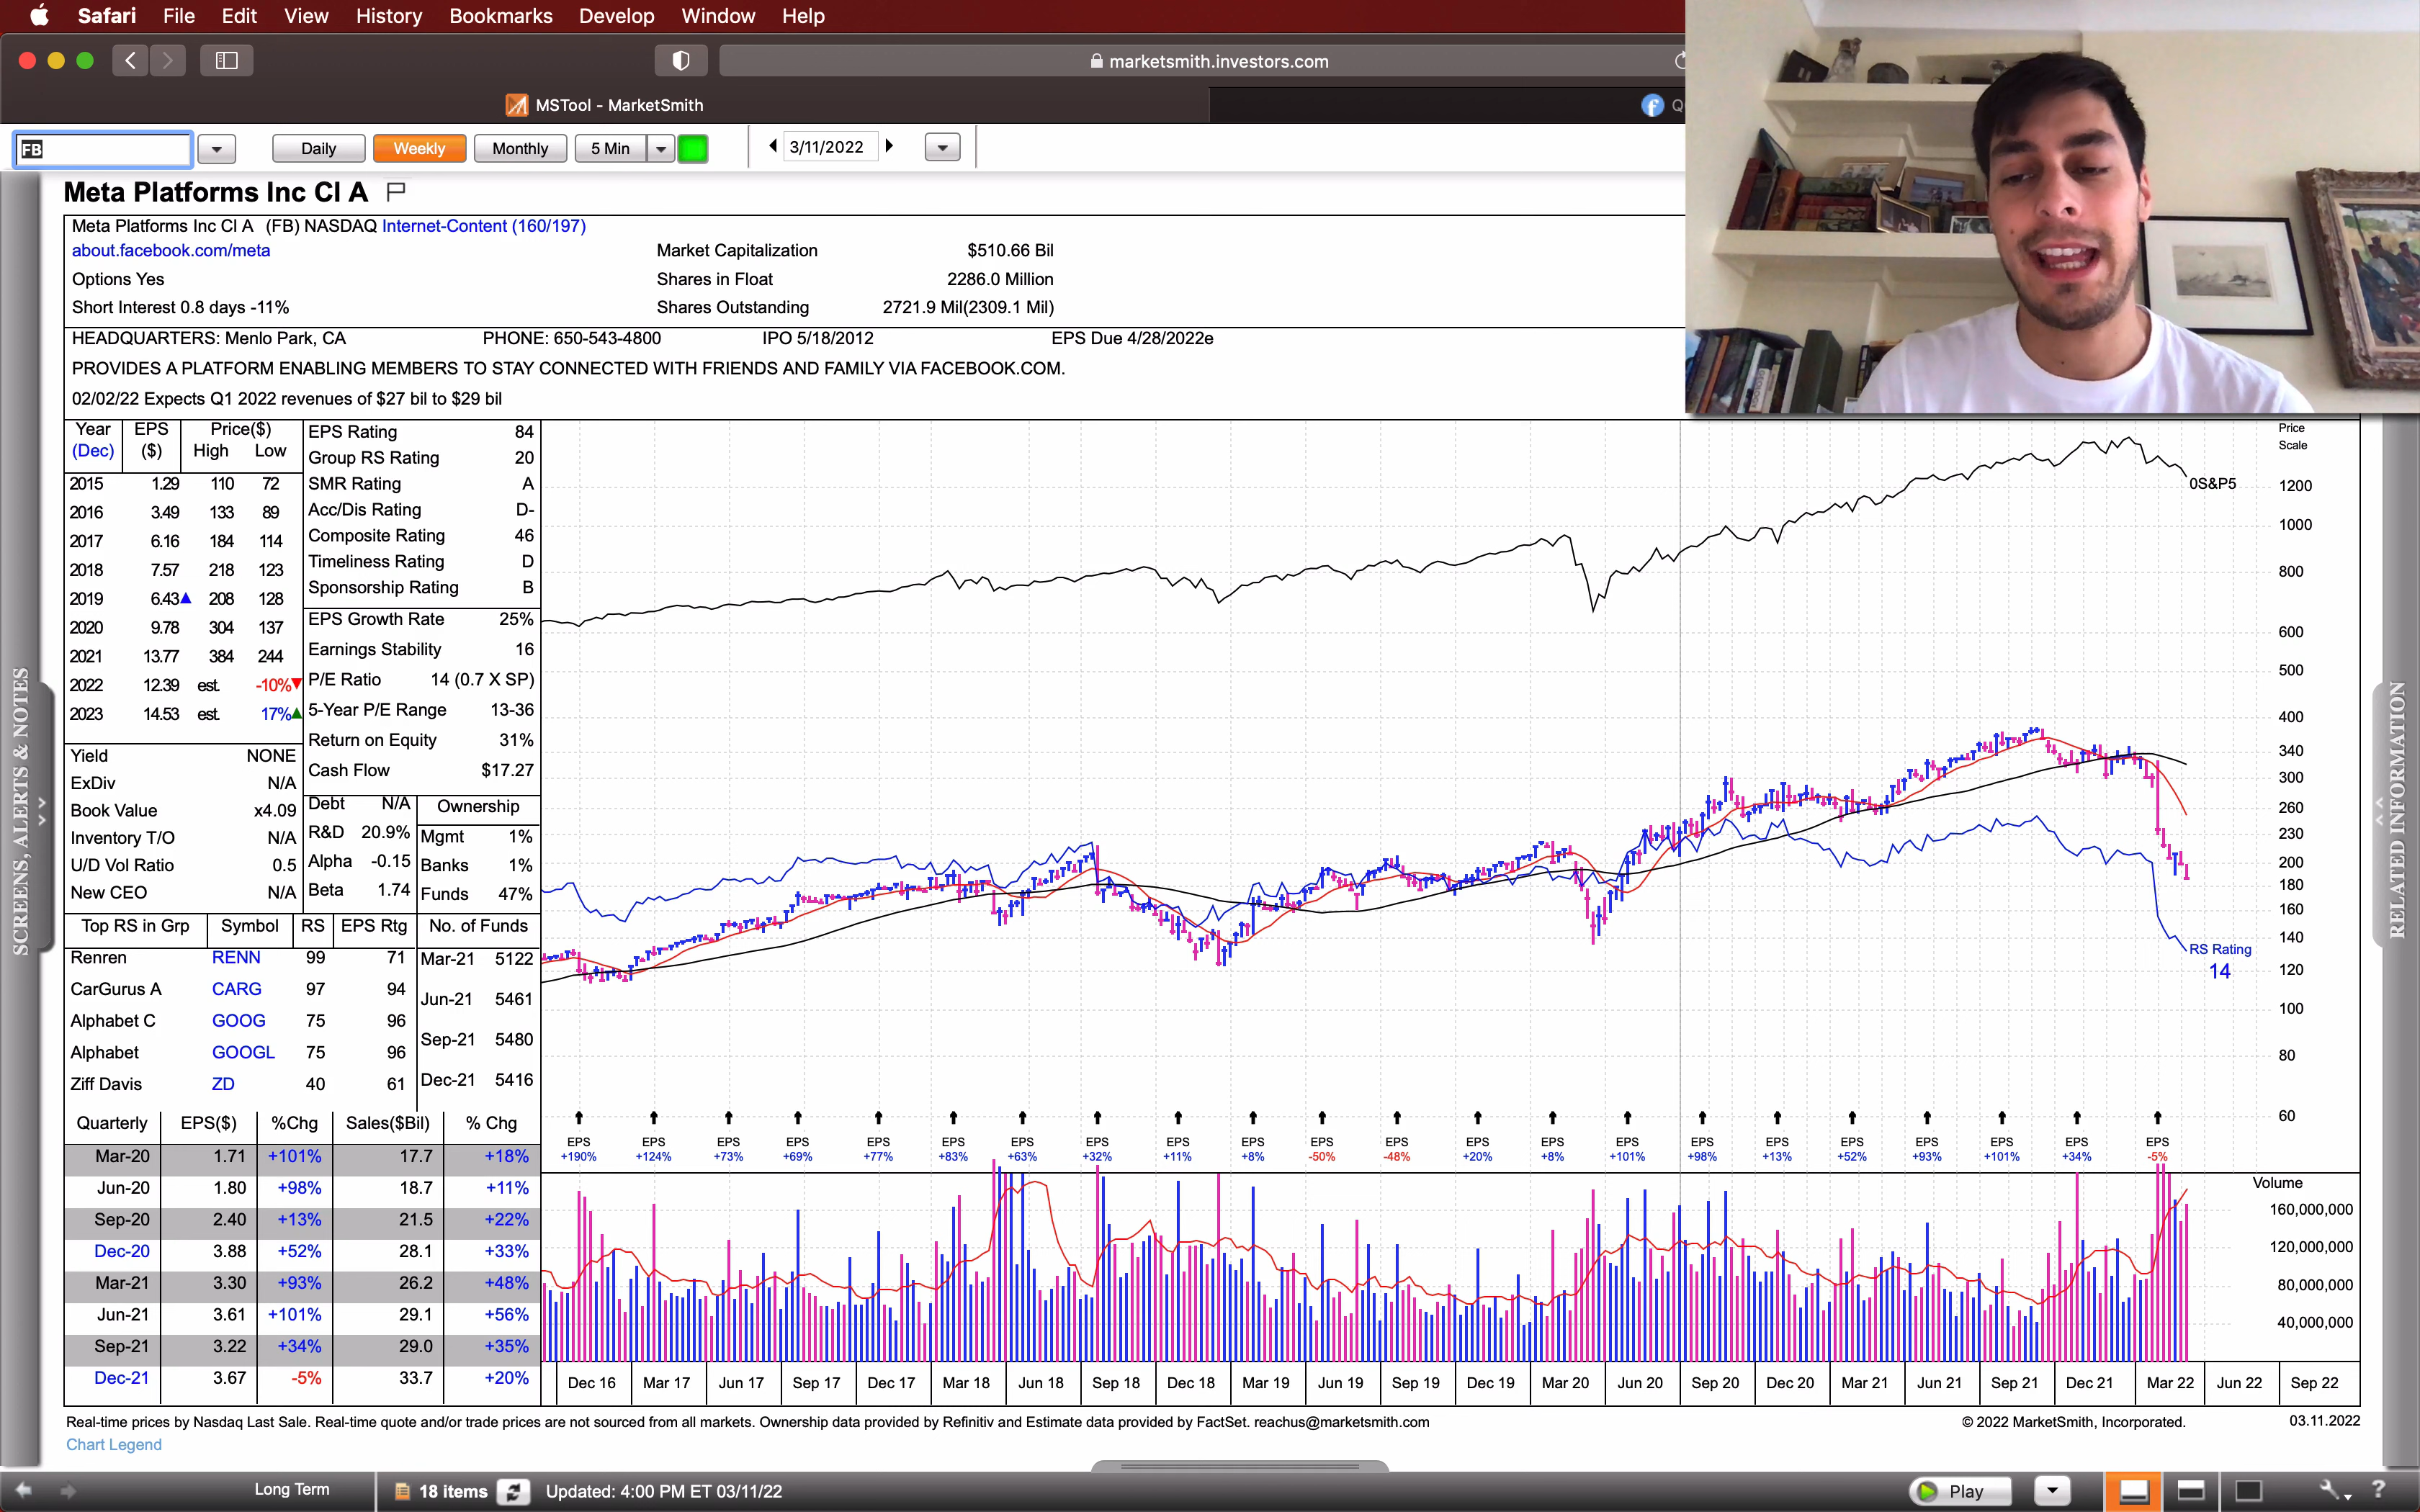 Safari File Edit View History Bookmarks Develop Window Help
marketsmith.investors.com
MSTool - MarketSmith
FB Daily Weekly Monthly 5 Min 3/11/2022
Meta Platforms Inc Cl A
Meta Platforms Inc Cl A (FB) NASDAQ Internet-Content (160/197)
about.facebook.com/meta Market Capitalization $510.66 Bil
Options Yes Shares in Float 2286.0 Million
Short Interest 0.8 days -11% Shares Outstanding 2721.9 Mil(2309.1 Mil)
HEADQUARTERS: Menlo Park, CA PHONE: 650-543-4800 IPO 5/18/2012 EPS Due 4/28/2022e
PROVIDES A PLATFORM ENABLING MEMBERS TO STAY CONNECTED WITH FRIENDS AND FAMILY VIA FACEBOOK.COM.
02/02/22 Expects Q1 2022 revenues of $27 bil to $29 bil
Year EPS Price($)
(Dec) ($) High Low
2015 1.29 110 72
2016 3.49 133 89
2017 6.16 184 114
2018 7.57 218 123
2019 6.43 208 128
2020 9.78 304 137
2021 13.77 384 244
2022 12.39 est. -10%
2023 14.53 est. 17%
Yield NONE
ExDiv N/A
Book Value x4.09
Inventory T/O N/A
U/D Vol Ratio 0.5
New CEO N/A
EPS Rating 84
Group RS Rating 20
SMR Rating A
Acc/Dis Rating D-
Composite Rating 46
Timeliness Rating D
Sponsorship Rating B
EPS Growth Rate 25%
Earnings Stability 16
P/E Ratio 14 (0.7 X SP)
5-Year P/E Range 13-36
Return on Equity 31%
Cash Flow $17.27
Debt N/A
R&D 20.9%
Alpha -0.15
Beta 1.74
Ownership
Mgmt 1%
Banks 1%
Funds 47%
Top RS in Grp Symbol RS EPS Rtg
Renren RENN 99 71
CarGurus A CARG 97 94
Alphabet C GOOG 75 96
Alphabet GOOGL 75 96
Ziff Davis ZD 40 61
No. of Funds
Mar-21 5122
Jun-21 5461
Sep-21 5480
Dec-21 5416
Quarterly EPS($) %Chg Sales($Bil) % Chg
Mar-20 1.71 +101% 17.7 +18%
Jun-20 1.80 +98% 18.7 +11%
Sep-20 2.40 +13% 21.5 +22%
Dec-20 3.88 +52% 28.1 +33%
Mar-21 3.30 +93% 26.2 +48%
Jun-21 3.61 +101% 29.1 +56%
Sep-21 3.22 +34% 29.0 +35%
Dec-21 3.67 -5% 33.7 +20%
Price
Scale
0S&P5
1200
1000
800
600
500
400
340
300
260
230
200
180
160
140
120
100
80
60
RS Rating
14
EPS EPS EPS EPS EPS EPS EPS EPS EPS EPS EPS EPS EPS EPS EPS EPS EPS EPS EPS EPS EPS EPS
+190% +124% +73% +69% +77% +83% +63% +32% +11% +8% -50% -48% +20% +8% +101% +98% +13% +52% +93% +101% +34% -5%
Volume
160,000,000
120,000,000
80,000,000
40,000,000
Dec 16 Mar 17 Jun 17 Sep 17 Dec 17 Mar 18 Jun 18 Sep 18 Dec 18 Mar 19 Jun 19 Sep 19 Dec 19 Mar 20 Jun 20 Sep 20 Dec 20 Mar 21 Jun 21 Sep 21 Dec 21 Mar 22 Jun 22 Sep 22
Real-time prices by Nasdaq Last Sale. Real-time quote and/or trade prices are not sourced from all markets. Ownership data provided by Refinitiv and Estimate data provided by FactSet. reachus@marketsmith.com © 2022 MarketSmith, Incorporated. 03.11.2022
Chart Legend
SCREENS, ALERTS & NOTES
RELATED INFORMATION
Long Term 18 items Updated: 4:00 PM ET 03/11/22 Play ?